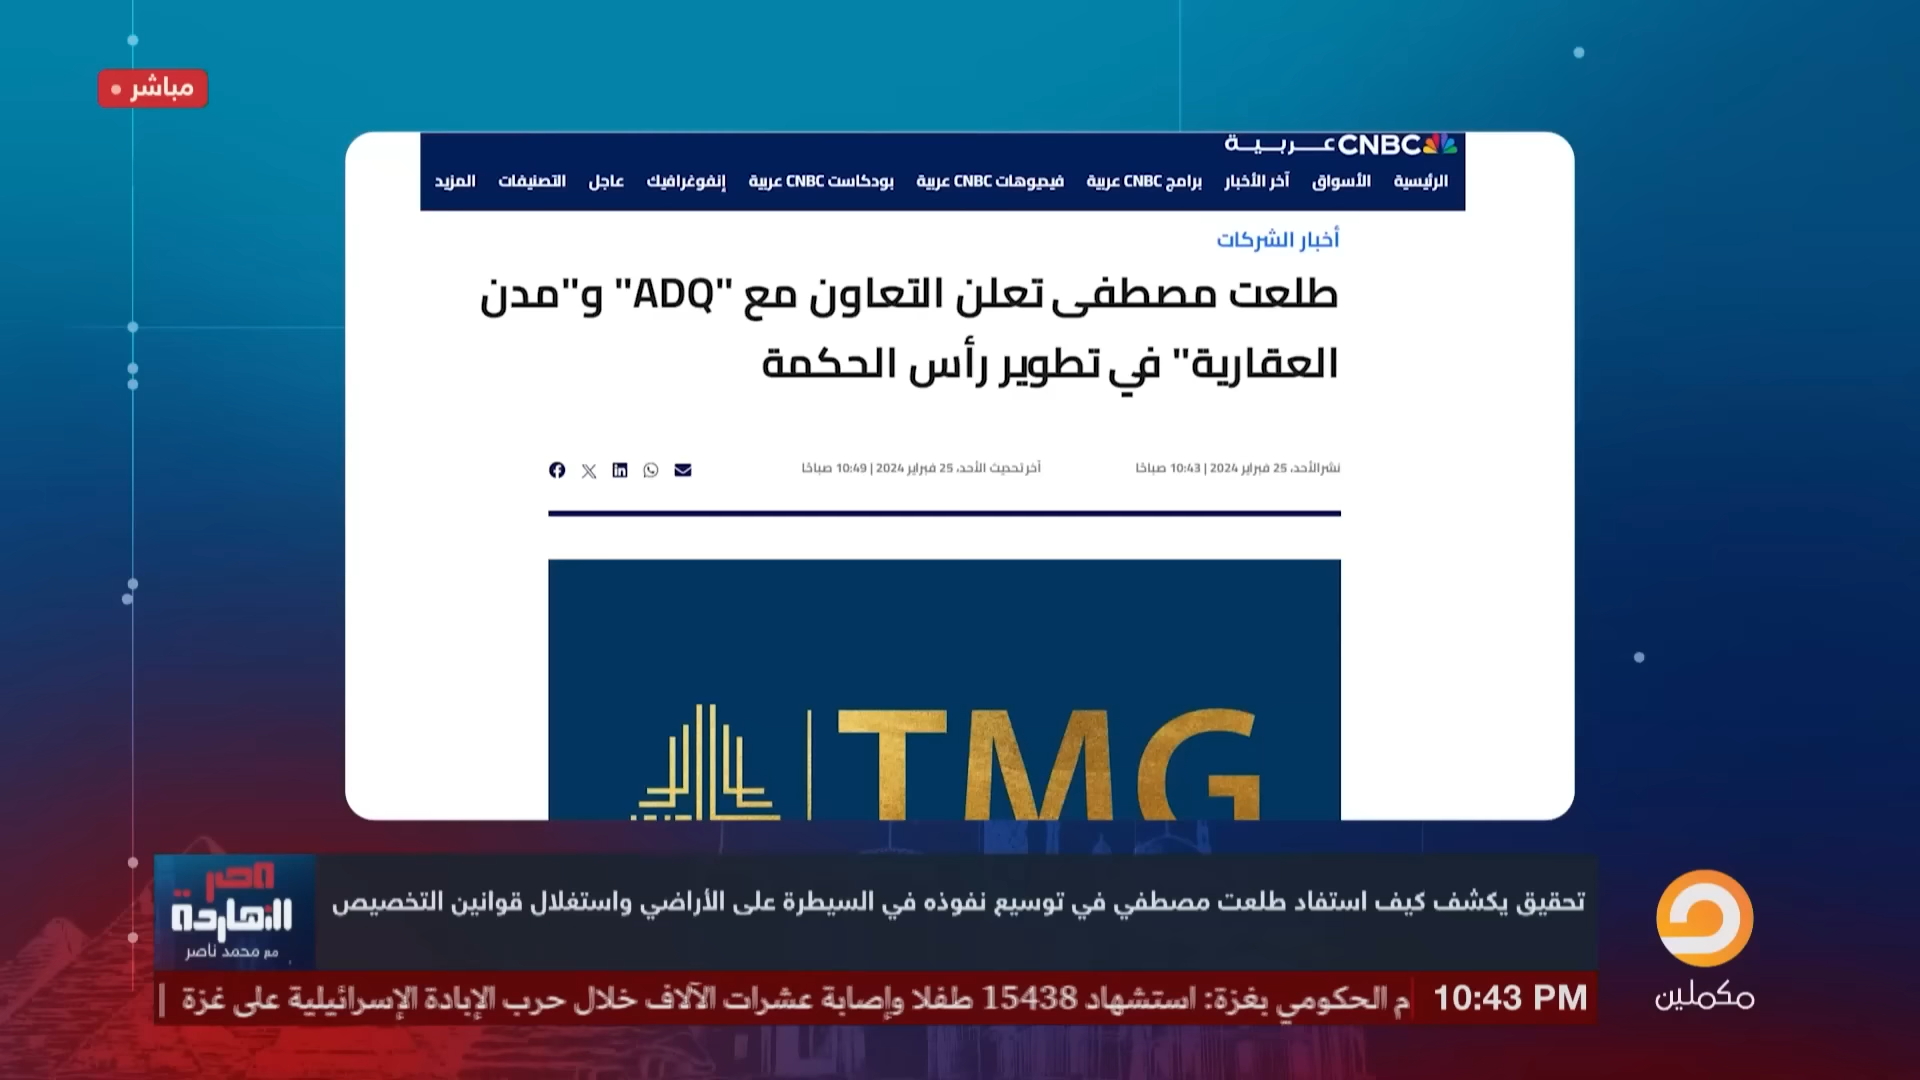 مباشر
CNBC عربية
الرئيسية الأسواق آخر الأخبار برامج CNBC عربية فيديوهات CNBC عربية بودكاست CNBC عربية إنفوغرافيك عاجل التصنيفات المزيد
أخبار الشركات
طلعت مصطفى تعلن التعاون مع "ADQ" و"مدن
العقارية" في تطوير رأس الحكمة
نشر الأحد، 25 فبراير 2024 | 10:43 صباحًا
آخر تحديث الأحد، 25 فبراير 2024 | 10:49 صباحًا
TMG
تحقيق يكشف كيف استفاد طلعت مصطفي في توسيع نفوذه في السيطرة على الأراضي واستغلال قوانين التخصيص
مصر
النهاردة
مع محمد ناصر
10:43 PM
م الحكومي بغزة: استشهاد 15438 طفلا وإصابة عشرات الآلاف خلال حرب الإبادة الإسرائيلية على غزة |
مكملين